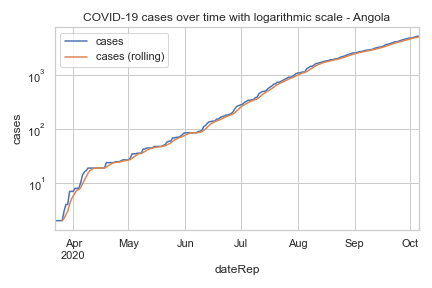 COVID-19 cases over time with logarithmic scale - Angola
cases
cases (rolling)
10³
10²
10¹
cases
Apr
2020
May
Jun
Jul
Aug
Sep
Oct
dateRep